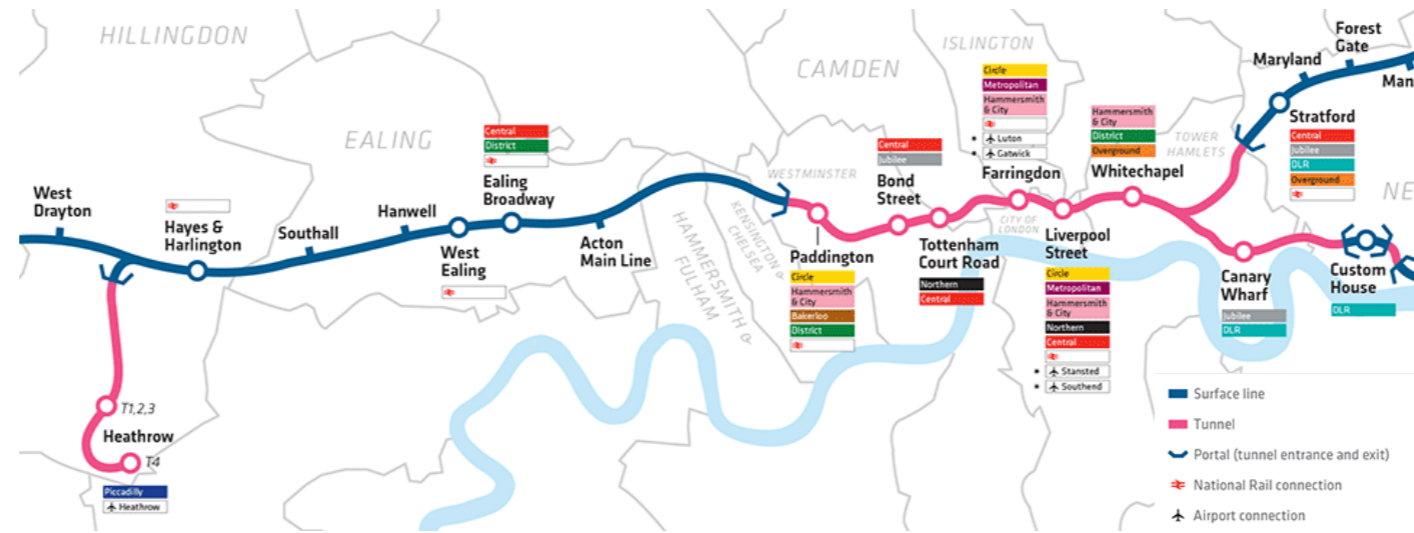 HILLINGDON
EALING
CAMDEN
ISLINGTON
WESTMINSTER
HAMMERSMITH &
FULHAM
KENSINGTON &
CHELSEA
CITY OF
LONDON
TOWER
HAMLETS
NE
West
Drayton
Hayes &
Harlington
Southall
Hanwell
West
Ealing
Central
District
Ealing
Broadway
Acton
Main Line
Paddington
Circle
Hammersmith
& City
Bakerloo
District
Central
Jubilee
Bond
Street
Tottenham
Court Road
Northern
Central
Circle
Metropolitan
Hammersmith
& City
* Luton
* Gatwick
Farringdon
Liverpool
Street
Circle
Metropolitan
Hammersmith
& City
Northern
Central
* Stansted
* Southend
Hammersmith
& City
District
Overground
Whitechapel
Maryland
Forest
Gate
Man
Stratford
Central
Jubilee
DLR
Overground
Canary
Wharf
Jubilee
DLR
Custom
House
DLR
T1,2,3
Heathrow
T4
Piccadilly
Heathrow
Surface line
Tunnel
Portal (tunnel entrance and exit)
National Rail connection
Airport connection